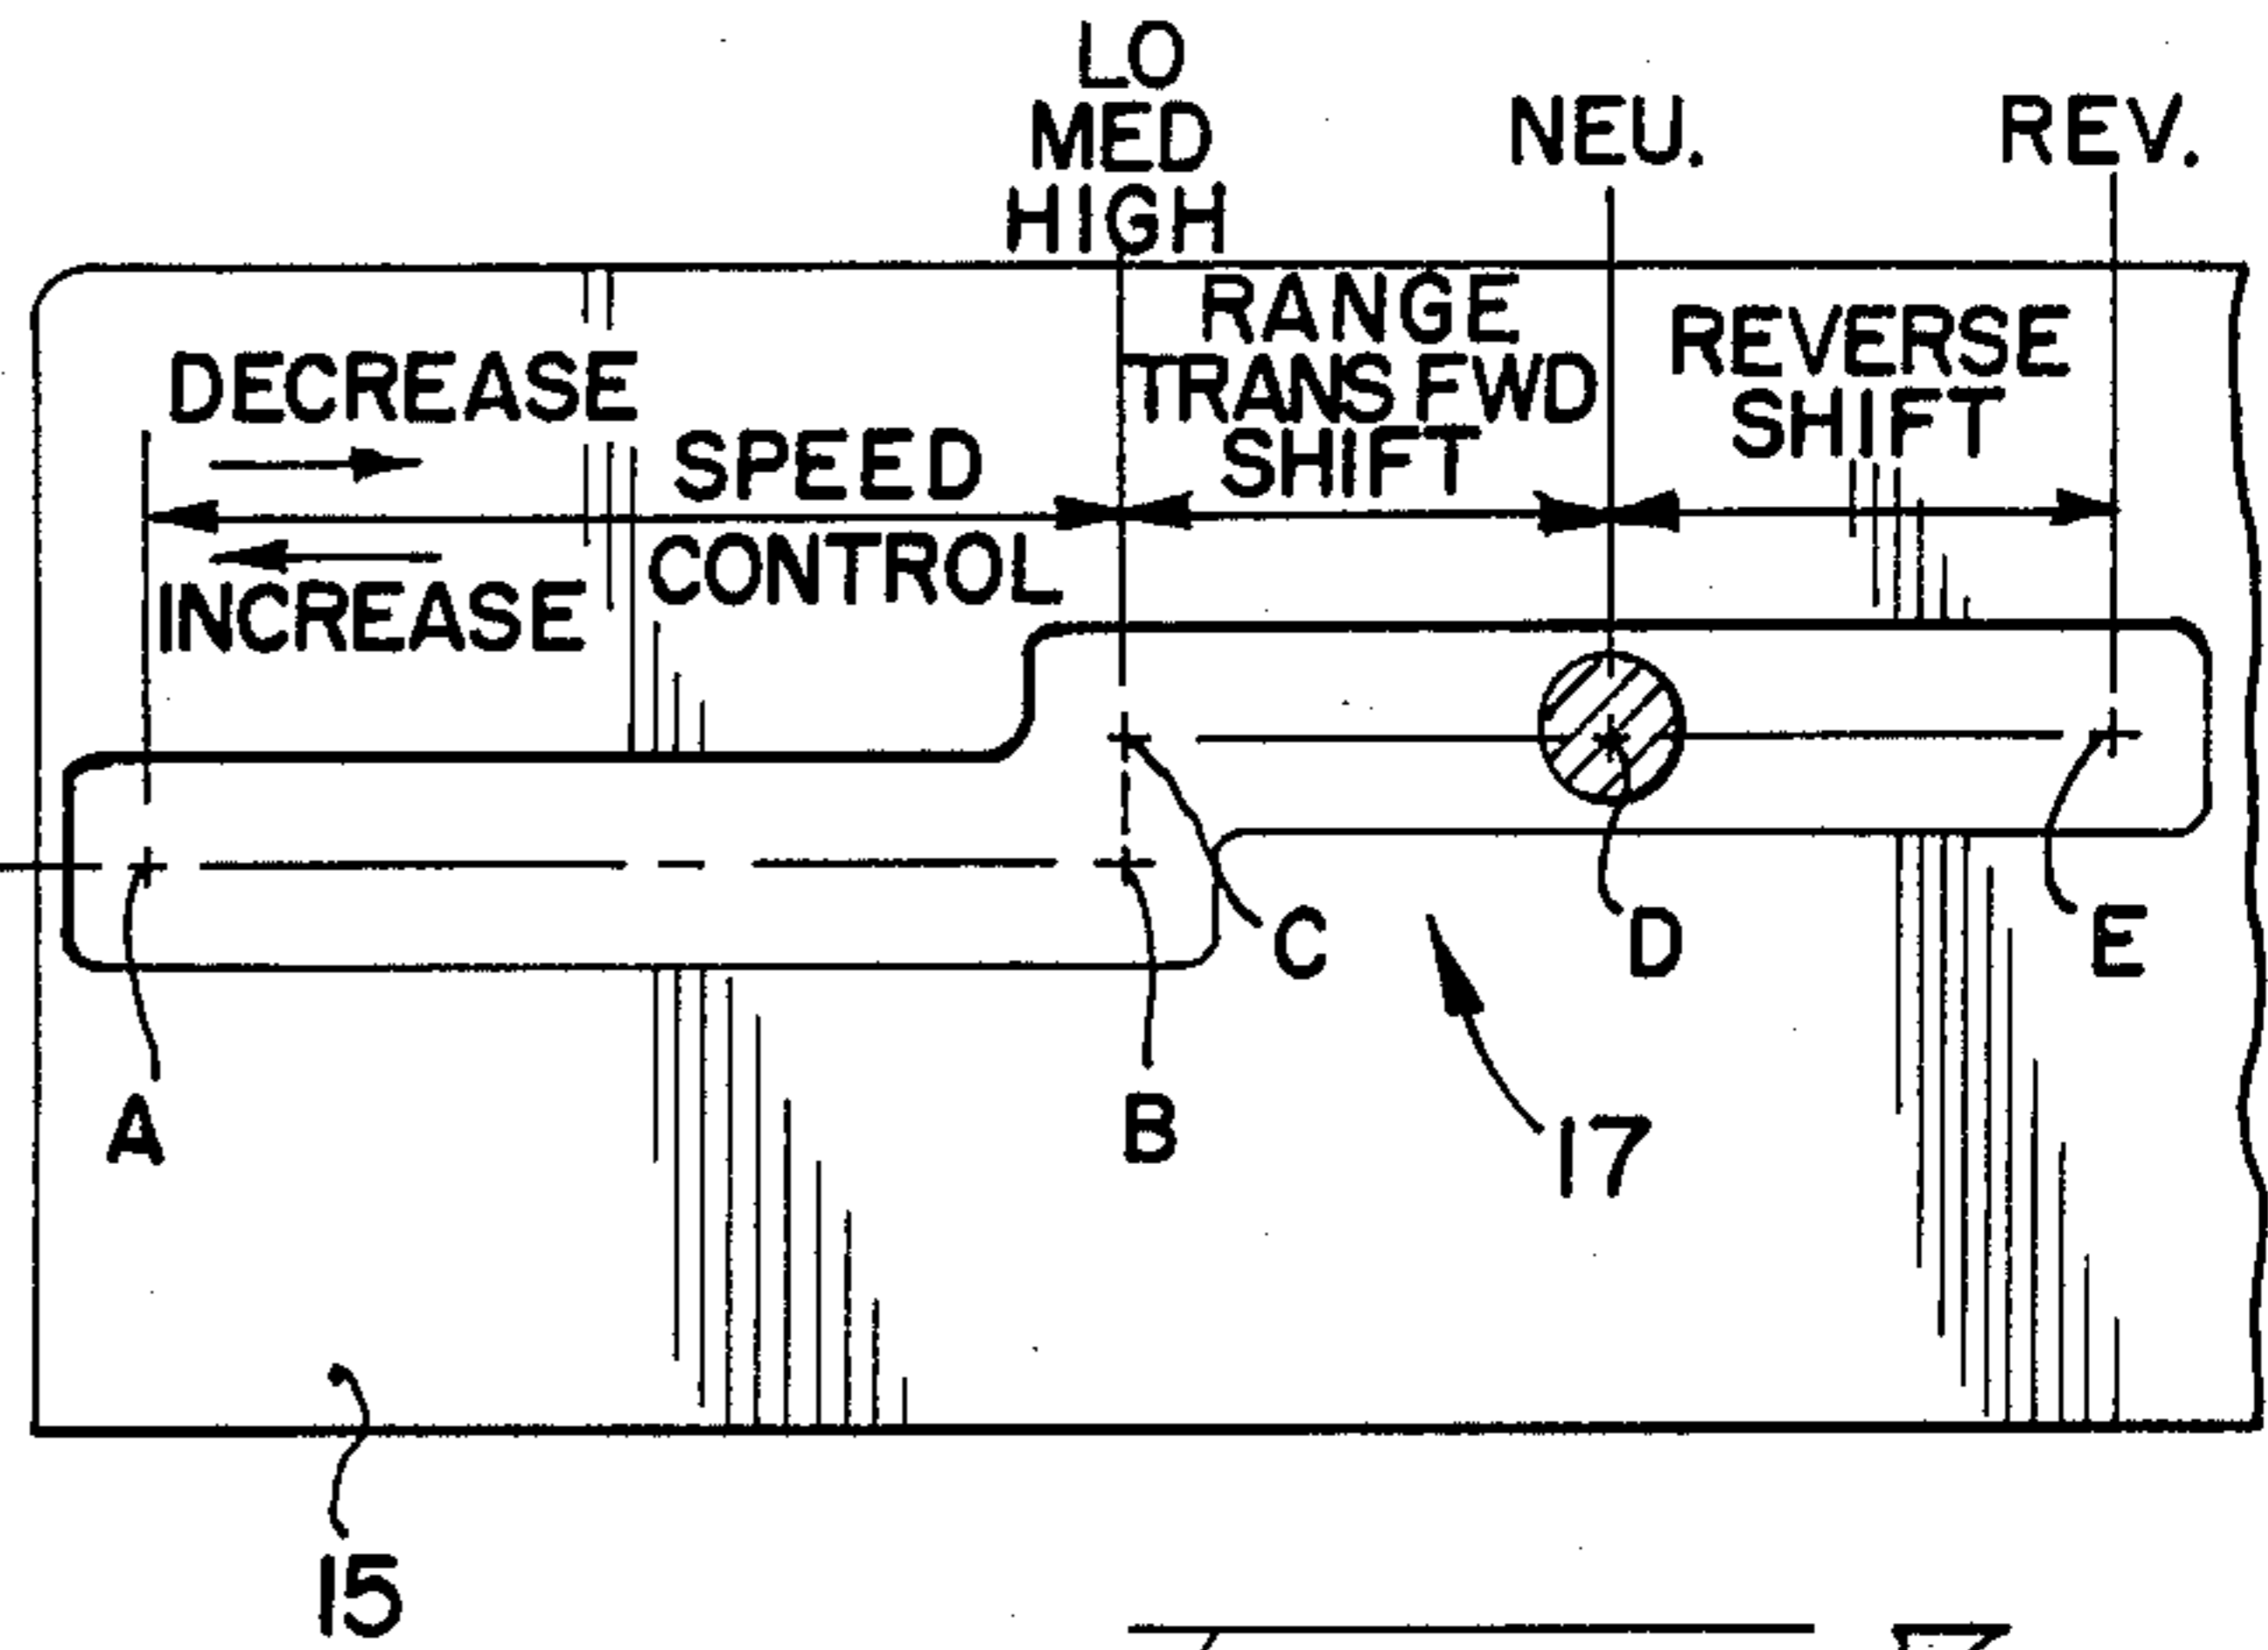 LO
MED
HIGH
NEU.
REV.
RANGE
TRANS FWD
SHIFT
REVERSE
SHIFT
DECREASE
SPEED
CONTROL
INCREASE
C
D
E
A
B
17
15